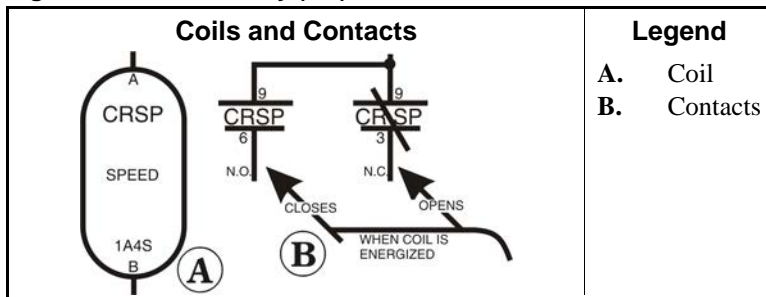 Coils and Contacts
Legend
A. Coil
B. Contacts
A
CRSP
SPEED
1A4S
B
A
9
CRSP
6
N.O.
9
CRSP
3
N.C.
CLOSES
OPENS
B
WHEN COIL IS
ENERGIZED